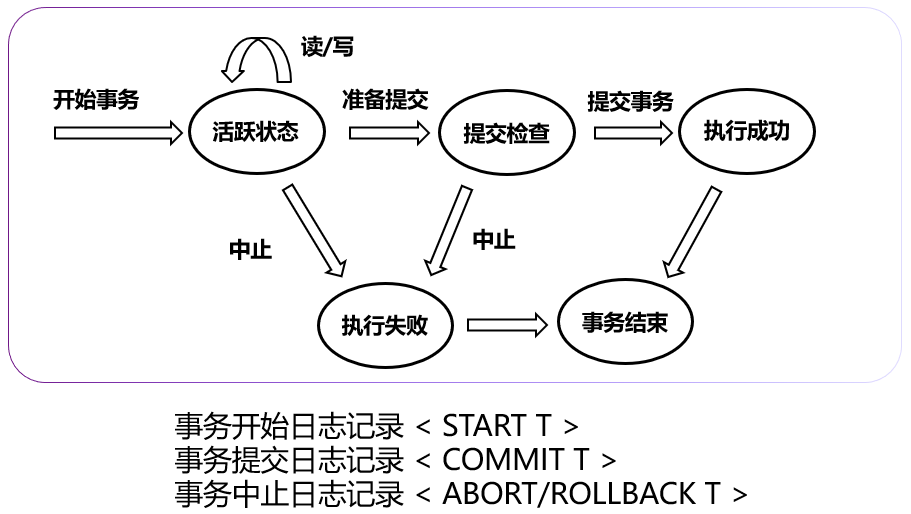 读/写
开始事务
准备提交
提交事务
活跃状态
提交检查
执行成功
中止
中止
执行失败
事务结束
事务开始日志记录 < START T >
事务提交日志记录 < COMMIT T >
事务中止日志记录 < ABORT/ROLLBACK T >